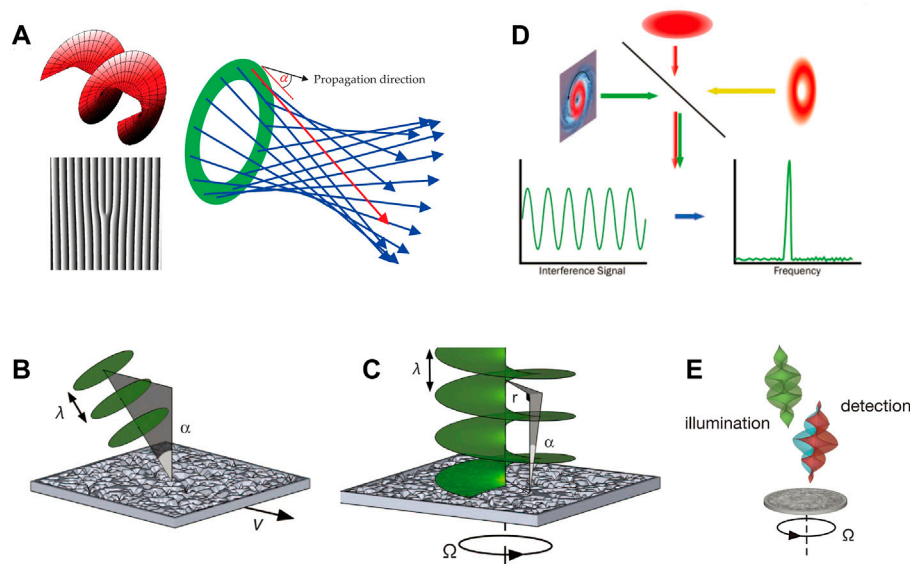 A
α
Propagation direction
D
Interference Signal
Frequency
B
λ
α
v
C
λ
r
α
Ω
E
illumination
detection
Ω